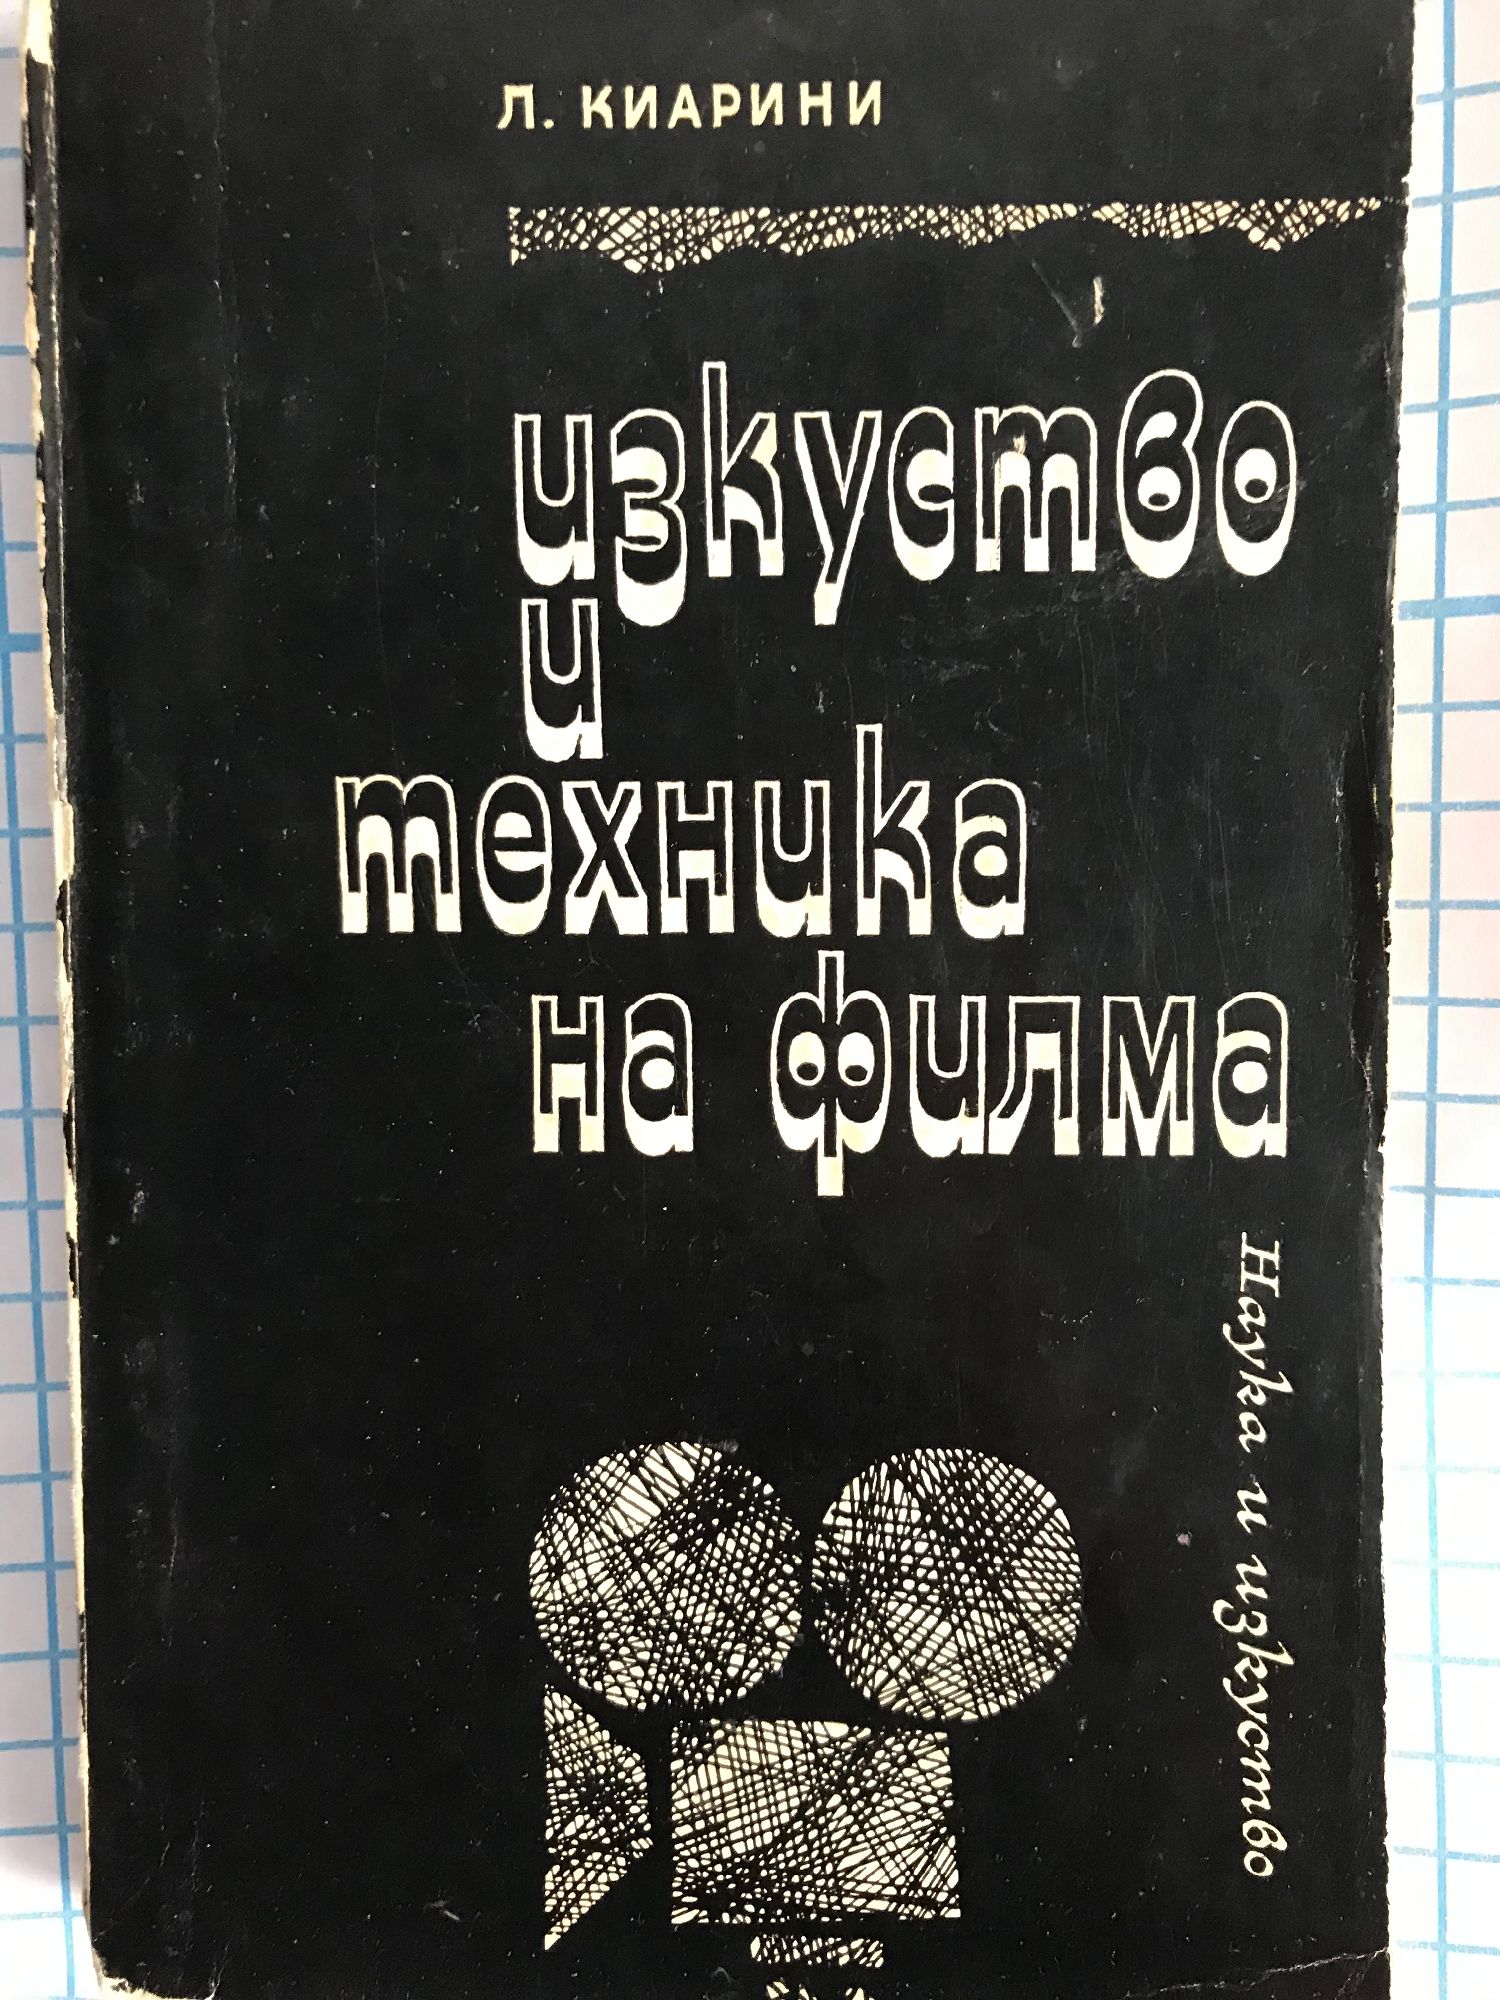 Л. КИАРИНИ
изкуство
и
техника
на филма
Наука и изкуство